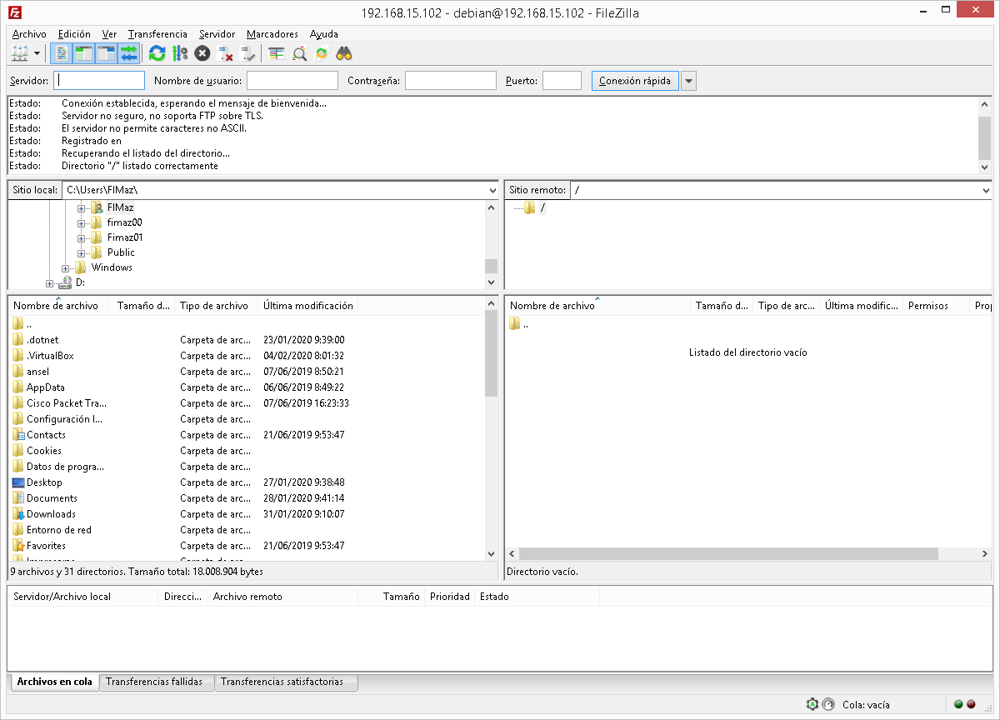 192.168.15.102 - debian@192.168.15.102 - FileZilla
Archivo Edición Ver Transferencia Servidor Marcadores Ayuda
Servidor: Nombre de usuario: Contraseña: Puerto: Conexión rápida
Estado: Conexión establecida, esperando el mensaje de bienvenida...
Estado: Servidor no seguro, no soporta FTP sobre TLS.
Estado: El servidor no permite caracteres no ASCII.
Estado: Registrado en
Estado: Recuperando el listado del directorio...
Estado: Directorio "/" listado correctamente
Sitio local: C:\Users\FIMaz\
FIMaz
fimaz00
Fimaz01
Public
Windows
D:
Sitio remoto: /
/
Nombre de archivo Tamaño d... Tipo de archivo Última modificación
..
.dotnet Carpeta de arc... 23/01/2020 9:39:00
.VirtualBox Carpeta de arc... 04/02/2020 8:01:32
ansel Carpeta de arc... 07/06/2019 8:50:21
AppData Carpeta de arc... 06/06/2019 8:49:22
Cisco Packet Tra... Carpeta de arc... 07/06/2019 16:23:33
Configuración l... Carpeta de arc...
Contacts Carpeta de arc... 21/06/2019 9:53:47
Cookies Carpeta de arc...
Datos de progra... Carpeta de arc...
Desktop Carpeta de arc... 27/01/2020 9:38:48
Documents Carpeta de arc... 28/01/2020 9:41:14
Downloads Carpeta de arc... 31/01/2020 9:10:07
Entorno de red Carpeta de arc...
Favorites Carpeta de arc... 21/06/2019 9:53:47
9 archivos y 31 directorios. Tamaño total: 18.008.904 bytes
Nombre de archivo Tamaño d... Tipo de arc... Última modific... Permisos Prop
..
Listado del directorio vacío
Directorio vacío.
Servidor/Archivo local Direcci... Archivo remoto Tamaño Prioridad Estado
Archivos en cola Transferencias fallidas Transferencias satisfactorias
Cola: vacía